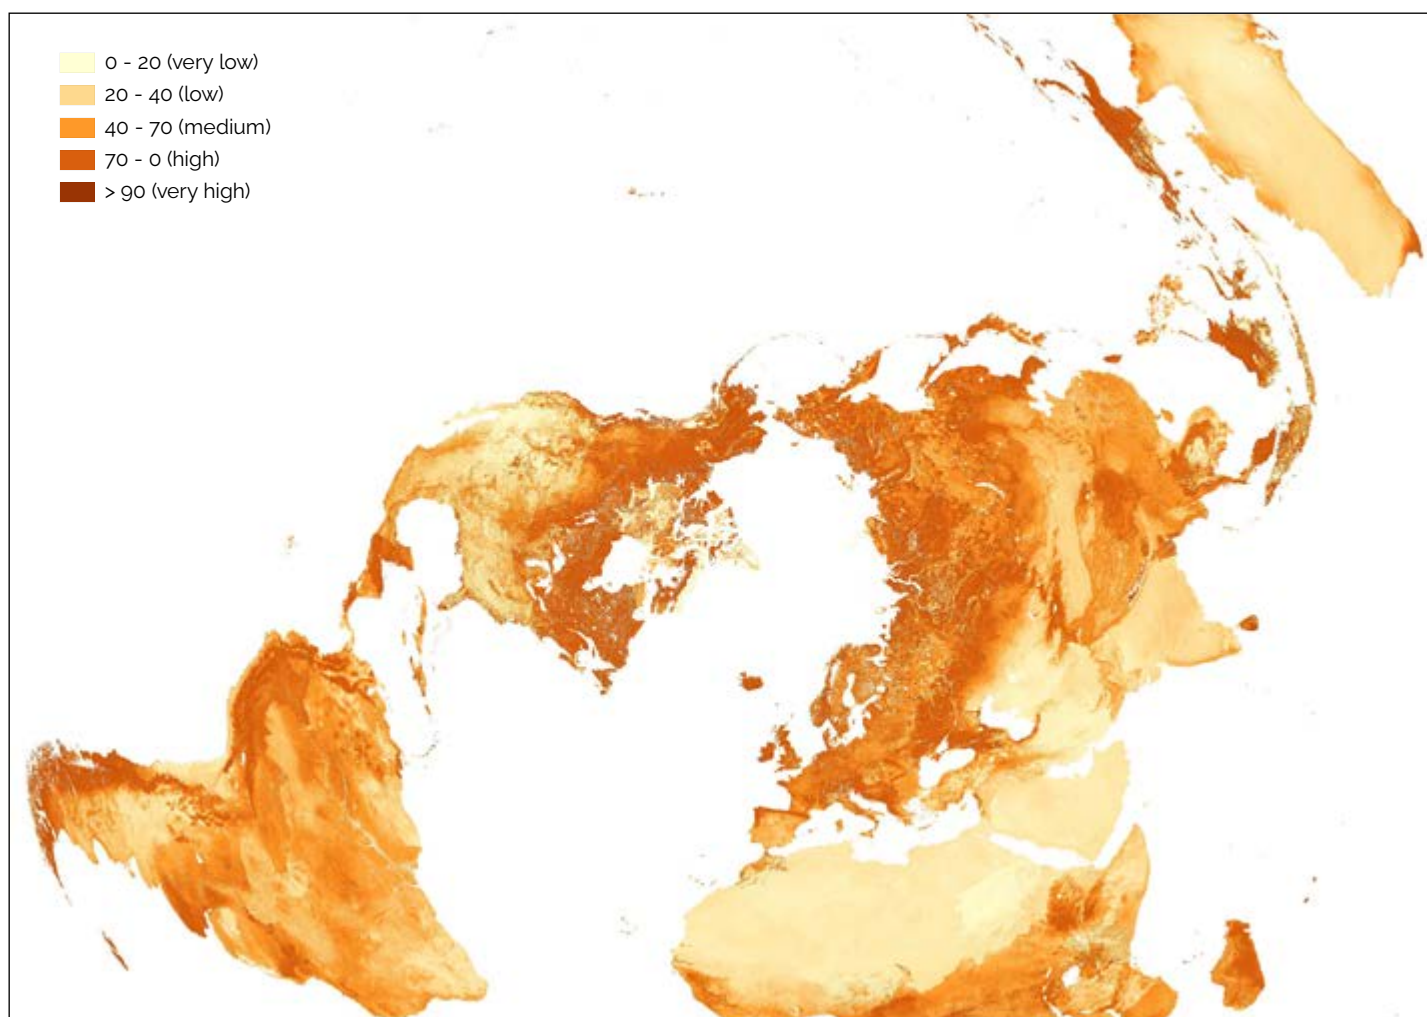 0 - 20 (very low)
20 - 40 (low)
40 - 70 (medium)
70 - 0 (high)
> 90 (very high)